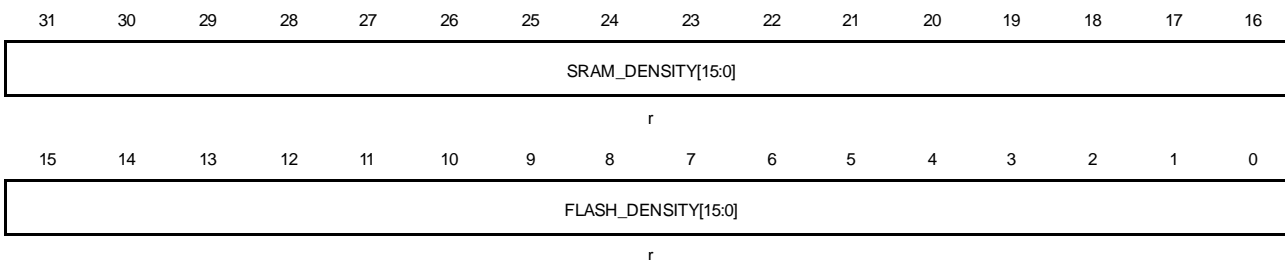 31 30 29 28 27 26 25 24 23 22 21 20 19 18 17 16
SRAM_DENSITY[15:0]
r
15 14 13 12 11 10 9 8 7 6 5 4 3 2 1 0
FLASH_DENSITY[15:0]
r